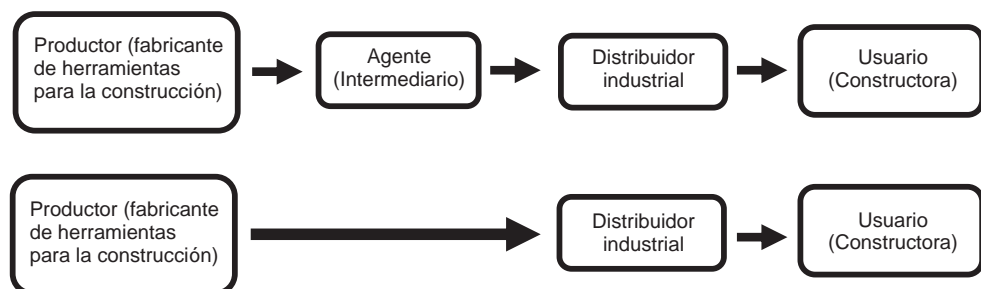 Productor (fabricante
de herramientas
para la construcción)
Agente
(Intermediario)
Distribuidor
industrial
Usuario
(Constructora)
Productor (fabricante
de herramientas
para la construcción)
Distribuidor
industrial
Usuario
(Constructora)